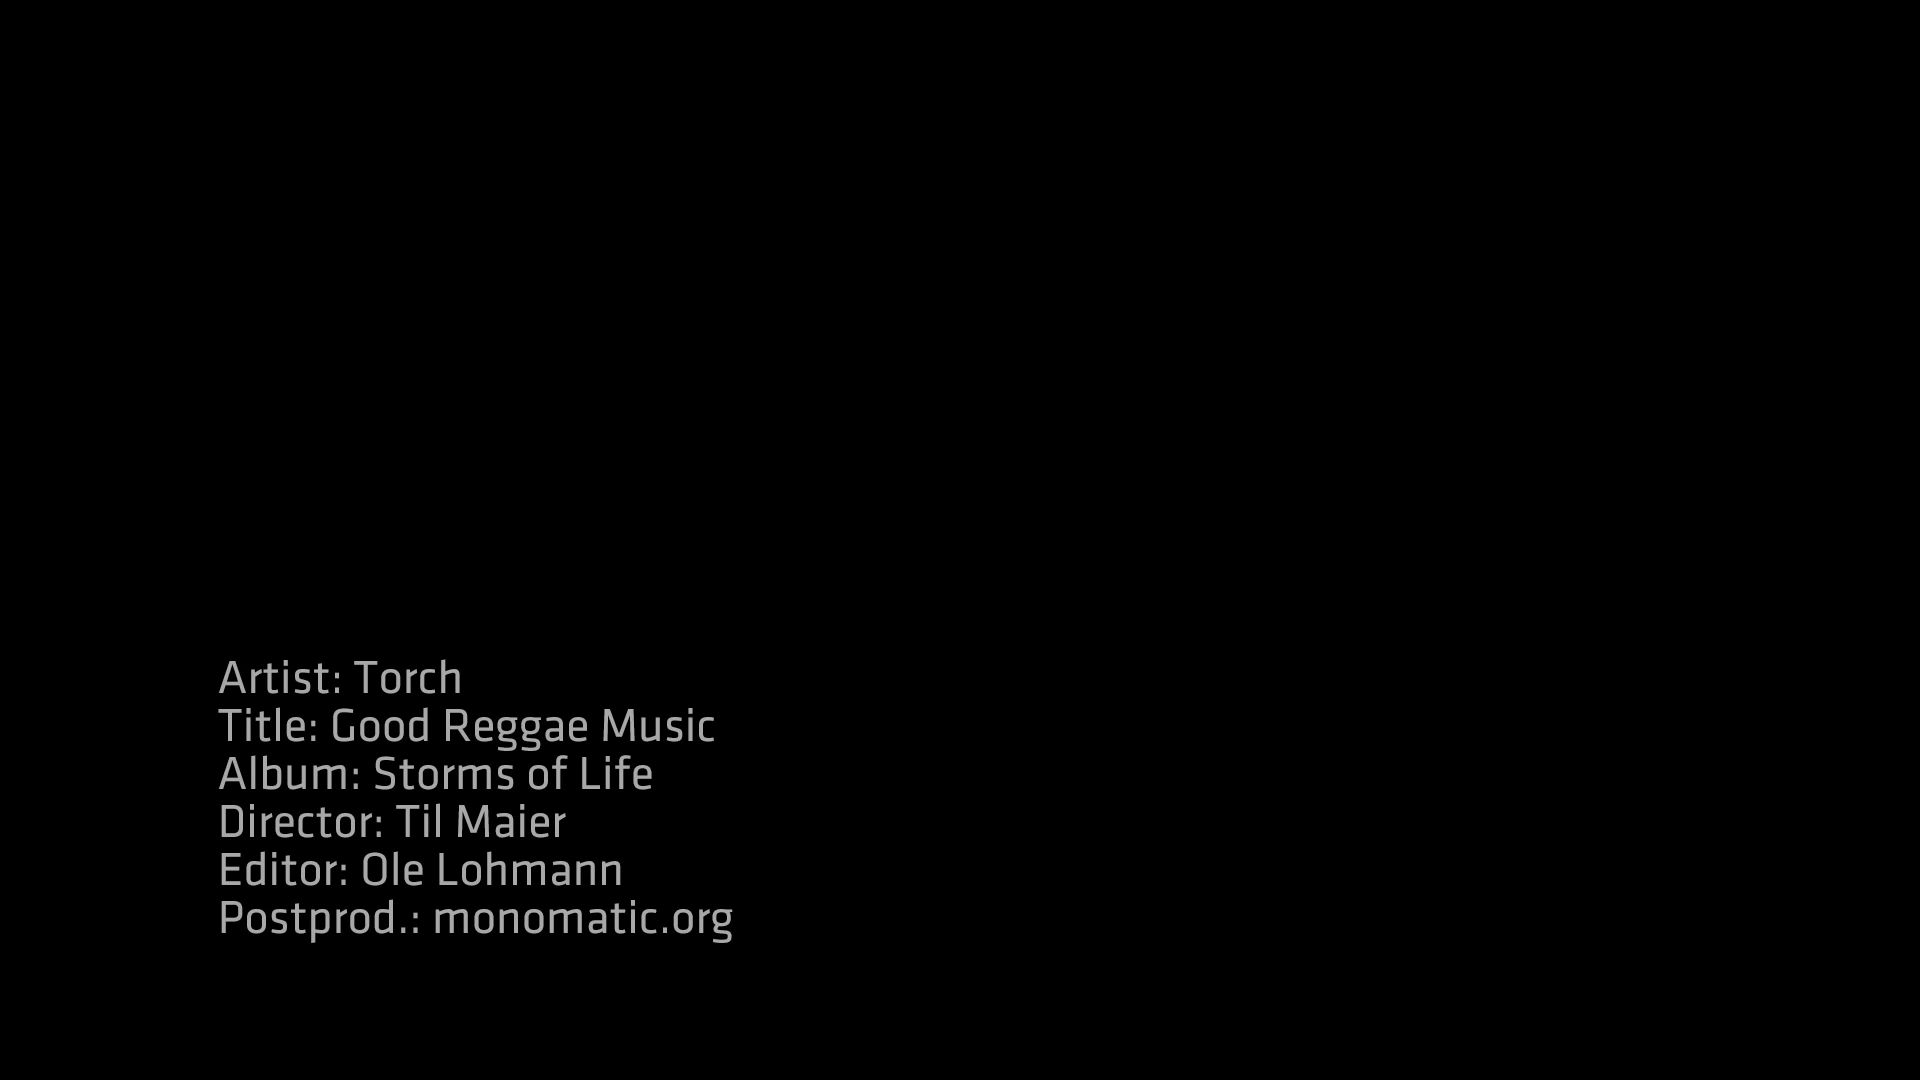 Artist: Torch
Title: Good Reggae Music
Album: Storms of Life
Director: Til Maier
Editor: Ole Lohmann
Postprod.: monomatic.org